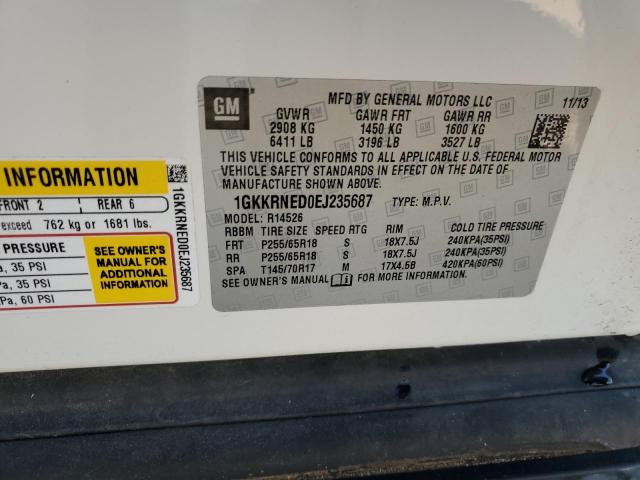 GM
MFD BY GENERAL MOTORS LLC 11/13
GVWR GAWR FRT GAWR RR
2908 KG 1450 KG 1600 KG
6411 LB 3196 LB 3527 LB
THIS VEHICLE CONFORMS TO ALL APPLICABLE U.S. FEDERAL MOTOR
VEHICLE SAFETY STANDARDS IN EFFECT ON THE DATE OF
MANUFACTURE SHOWN ABOVE.
1GKKRNED0EJ235687 TYPE: M.P.V.
MODEL: R14526
RBBM TIRE SIZE SPEED RTG RIM COLD TIRE PRESSURE
FRT P255/65R18 S 18X7.5J 240KPA(35PSI)
RR P255/65R18 S 18X7.5J 240KPA(35PSI)
SPA T145/70R17 M 17X4.5B 420KPA(60PSI)
SEE OWNER'S MANUAL FOR MORE INFORMATION.
INFORMATION
FRONT 2 REAR 6
exceed 762 kg or 1681 lbs.
PRESSURE
35 PSI
35 PSI
60 PSI
SEE OWNER'S
MANUAL FOR
ADDITIONAL
INFORMATION
1GKKRNED0EJ235687